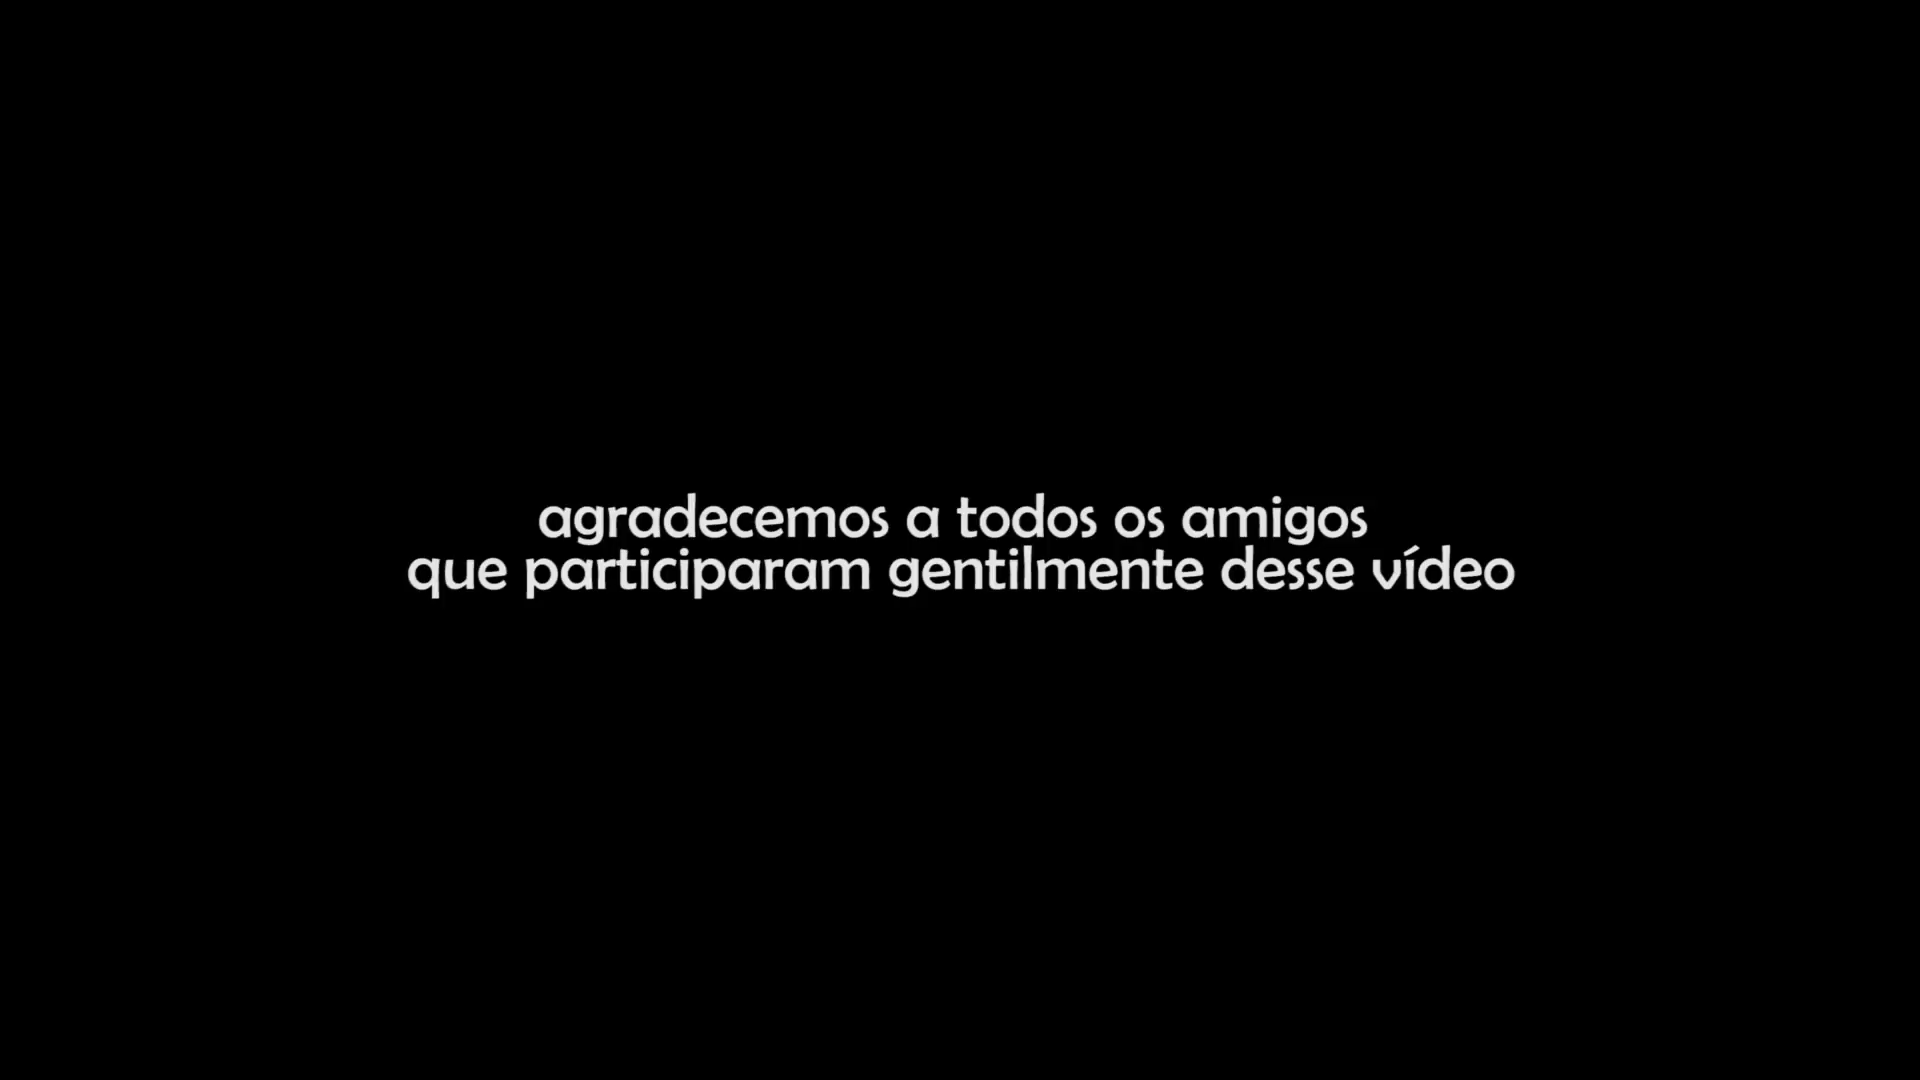 agradecemos a todos os amigos
que participaram gentilmente desse vídeo